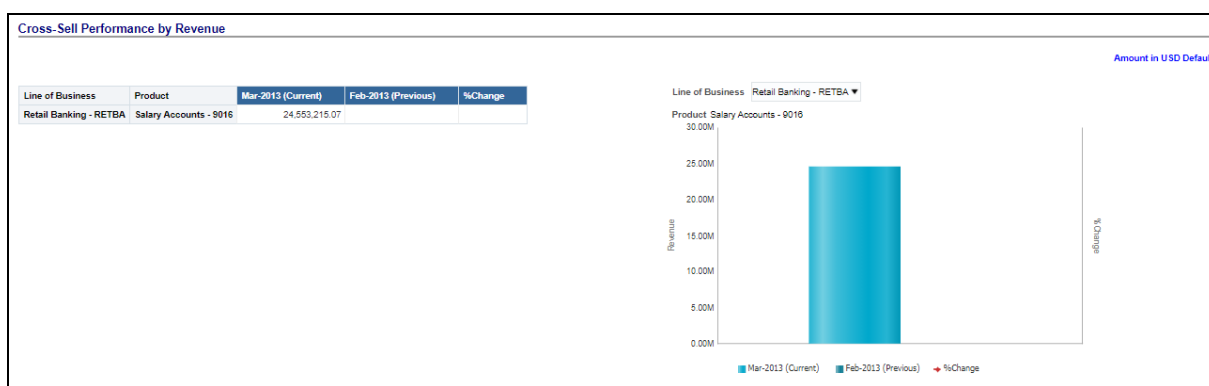 Cross-Sell Performance by Revenue
Amount in USD Defaul
Line of Business Product Mar-2013 (Current) Feb-2013 (Previous) %Change
Retail Banking - RETBA Salary Accounts - 9016 24,553,215.07
Line of Business Retail Banking - RETBA
Product Salary Accounts - 9016
30.00M
25.00M
20.00M
15.00M
10.00M
5.00M
0.00M
Revenue
%Change
Mar-2013 (Current) Feb-2013 (Previous) %Change